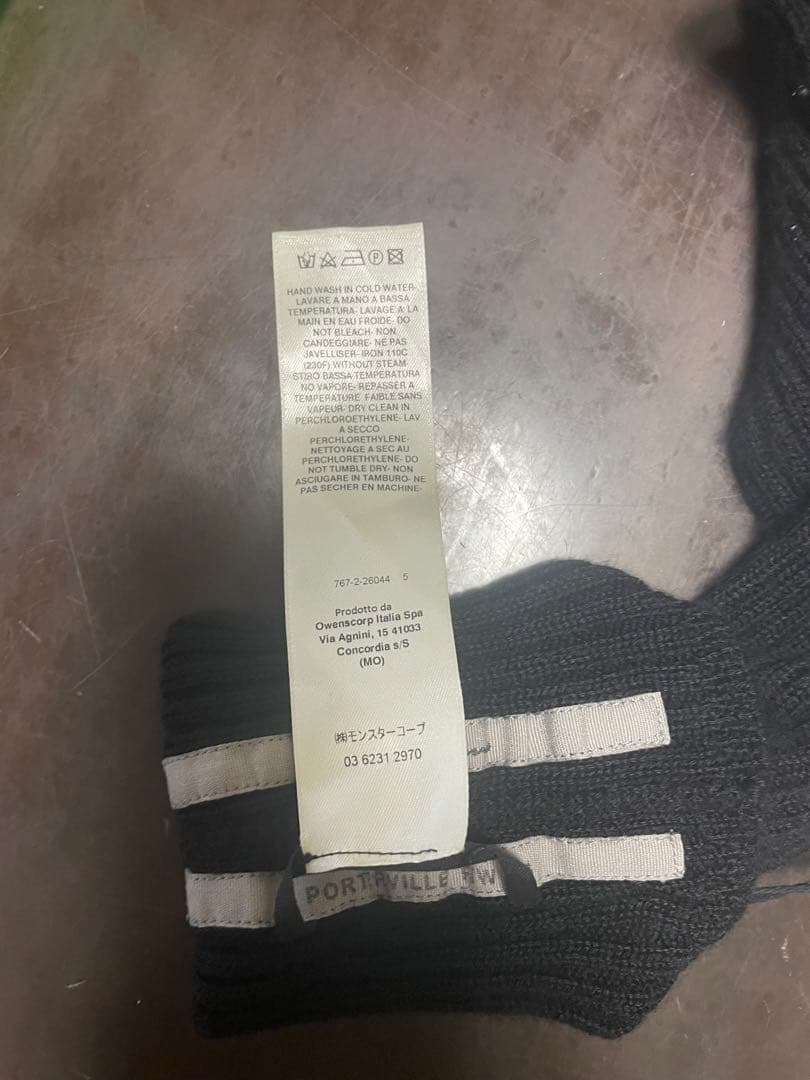 HAND WASH IN COLD WATER-
LAVARE A MANO A BASSA
TEMPERATURA- LAVAGE A LA
MAIN EN EAU FROIDE- DO
NOT BLEACH- NON
CANDEGGIARE- NE PAS
JAVELLISER- IRON 110C
(230F) WITHOUT STEAM-
STIRO BASSA TEMPERATURA
NO VAPORE- REPASSER A
TEMPERATURE FAIBLE SANS
VAPEUR- DRY CLEAN IN
PERCHLOROETHYLENE- LAV
A SECCO
PERCHLORETHYLENE-
NETTOYAGE A SEC AU
PERCHLORETHYLENE- DO
NOT TUMBLE DRY- NON
ASCIUGARE IN TAMBURO- NE
PAS SECHER EN MACHINE-
767-2-26044 5
Prodotto da
Owenscorp Italia Spa
Via Agnini, 15 41033
Concordia s/S
(MO)
㈱モンスターコープ
03 6231 2970
PORTERVILLE RW